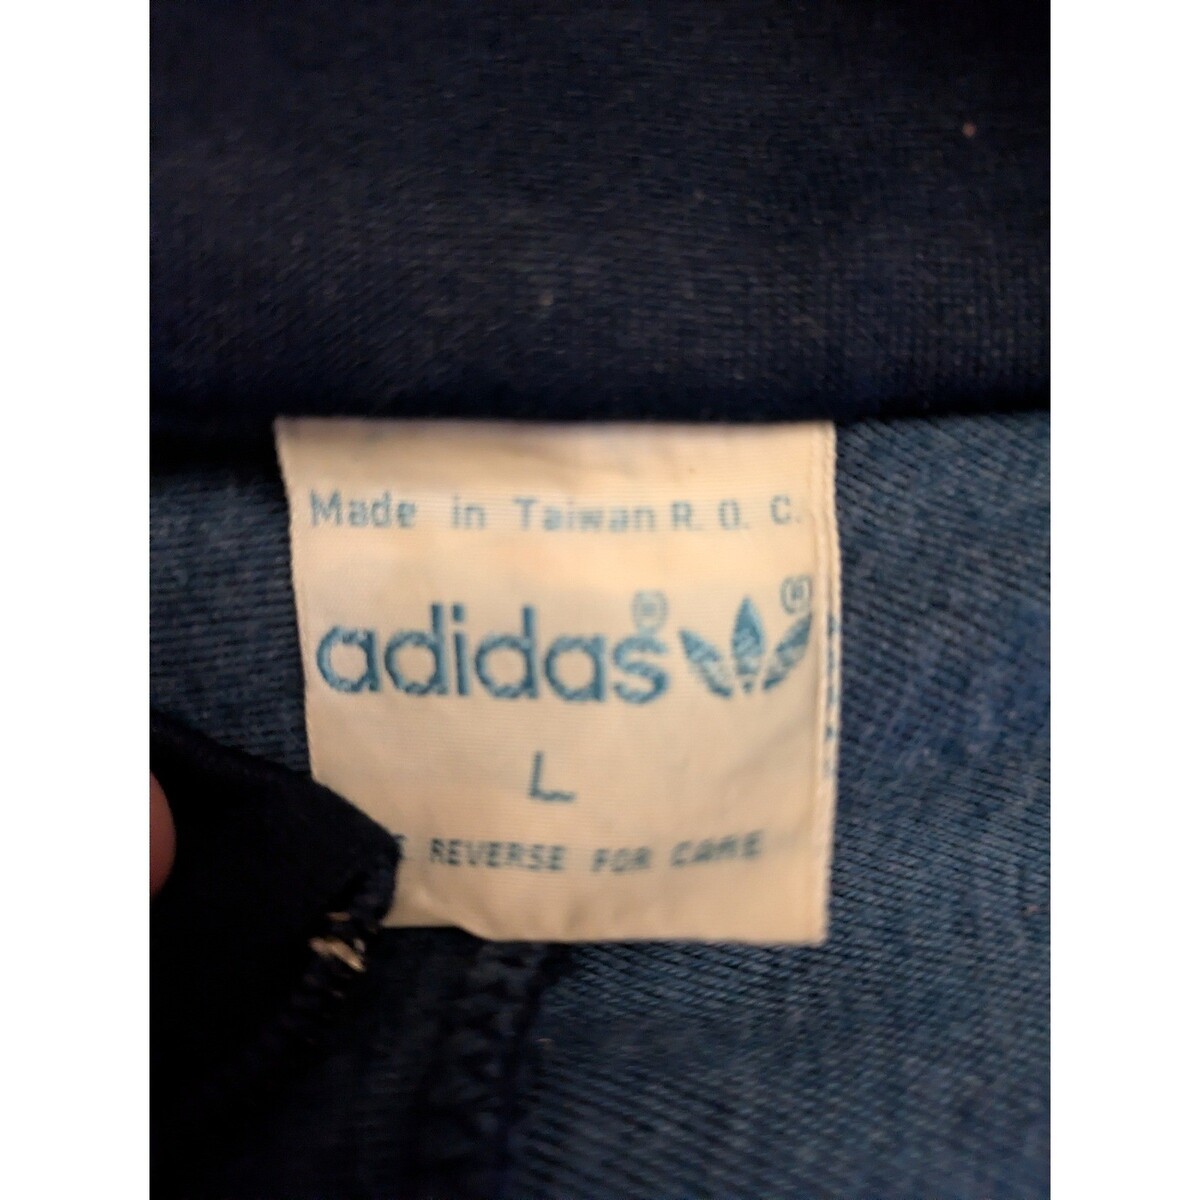 Made in Taiwan R. O. C.
adidas®
®
L
REVERSE FOR CARE